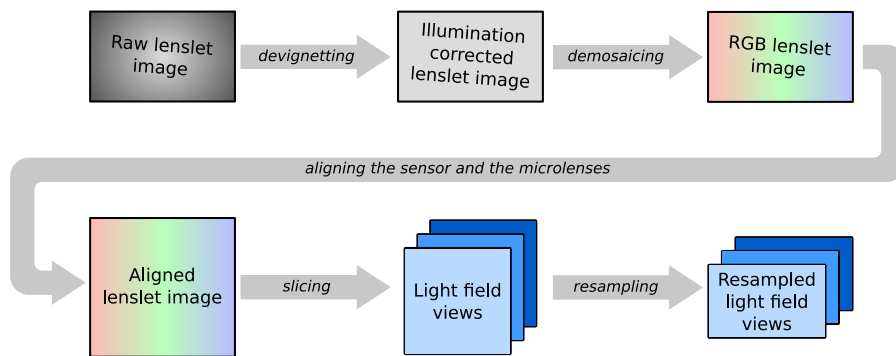 Raw lenslet
image
devignetting
Illumination
corrected
lenslet image
demosaicing
RGB lenslet
image
aligning the sensor and the microlenses
Aligned
lenslet image
slicing
Light field
views
resampling
Resampled
light field
views